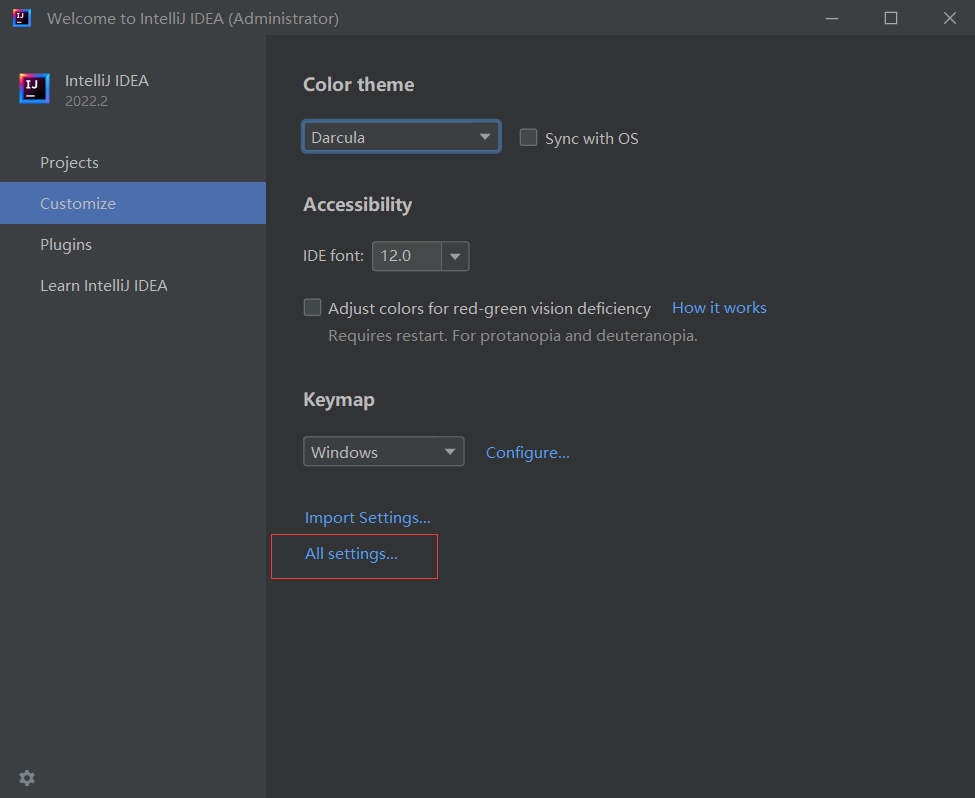 Welcome to IntelliJ IDEA (Administrator)
IJ
IntelliJ IDEA
2022.2
Projects
Customize
Plugins
Learn IntelliJ IDEA
Color theme
Darcula
Sync with OS
Accessibility
IDE font: 12.0
Adjust colors for red-green vision deficiency How it works
Requires restart. For protanopia and deuteranopia.
Keymap
Windows
Configure...
Import Settings...
All settings...